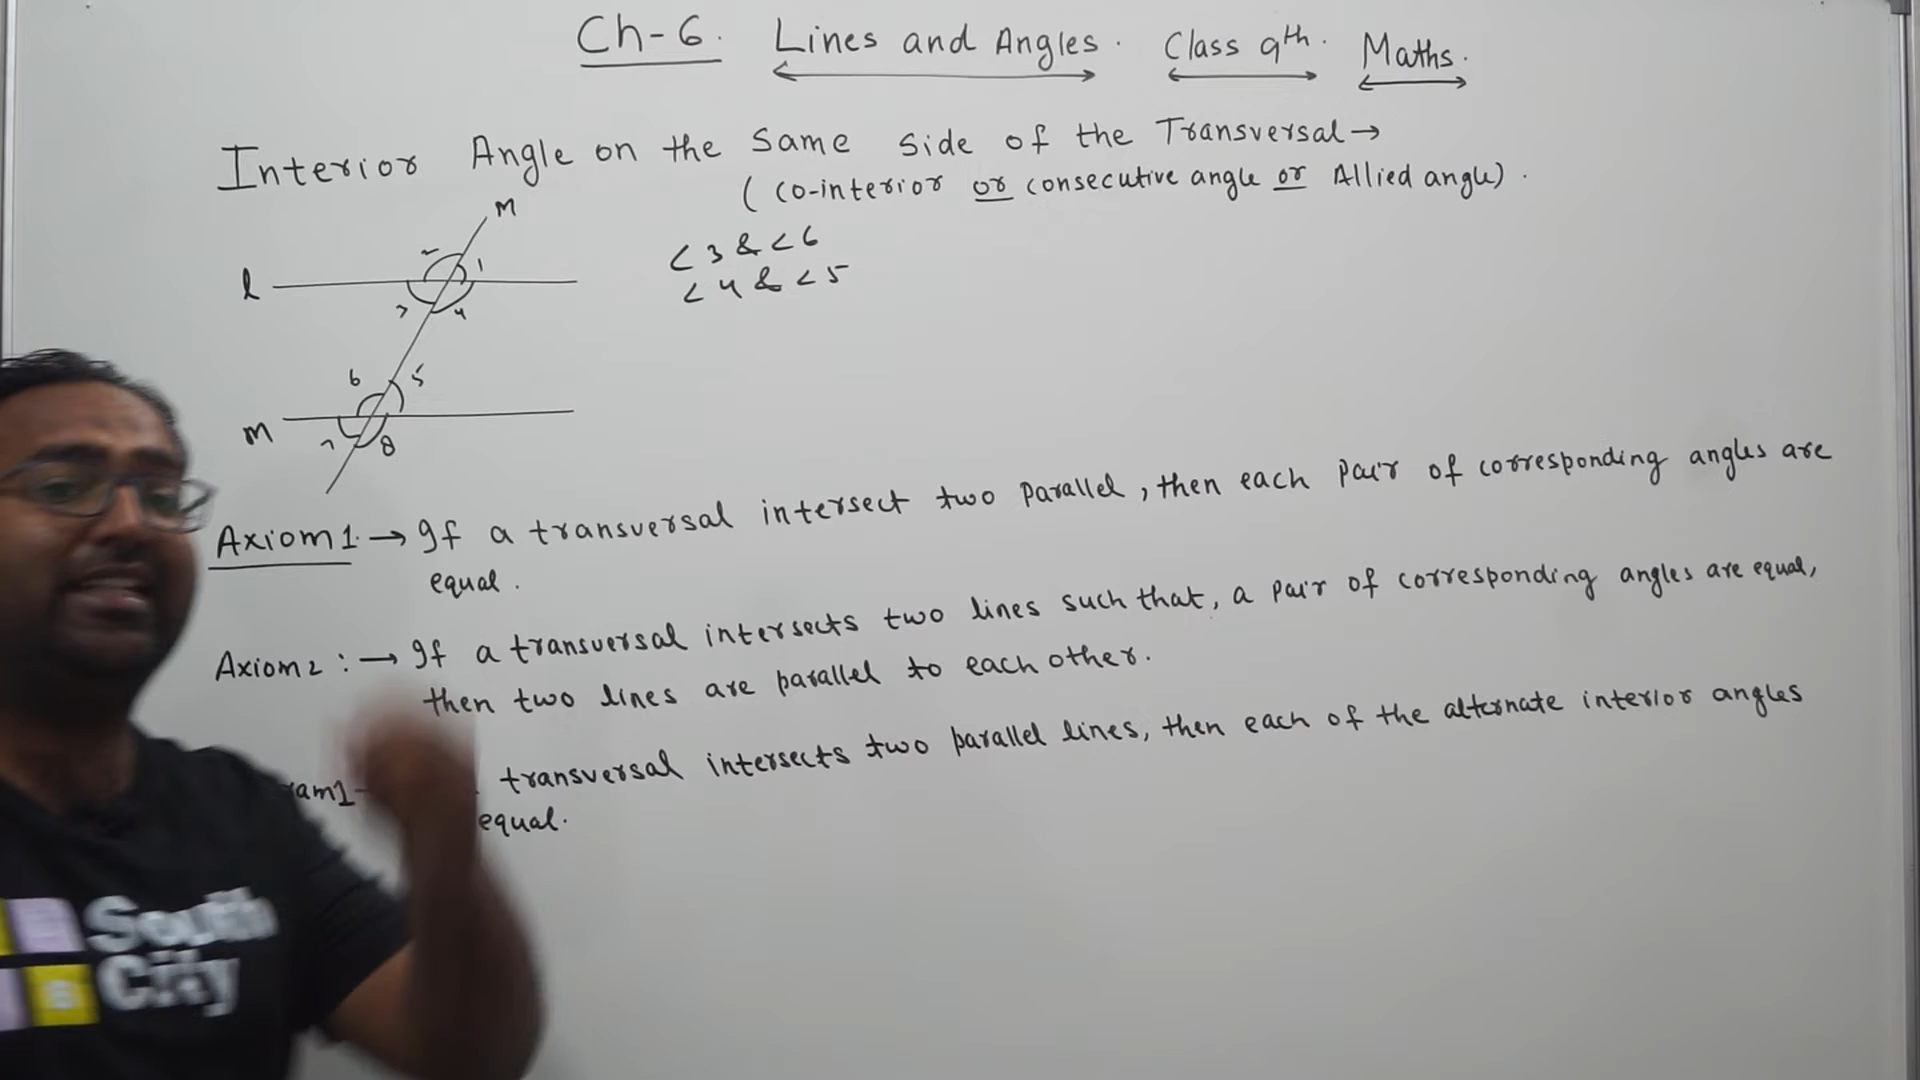 Ch-6. Lines and Angles. Class 9th. Maths.
Interior Angle on the Same Side of the Transversal →
( co-interior or consecutive angle or Allied angle) .
M
<3 & <6
2
1
<4 & <5
l
3
4
6
5
m
7
8
Axiom1. → If a transversal intersect two parallel, then each pair of corresponding angles are
equal .
Axiom2 : → If a transversal intersects two lines such that, a pair of corresponding angles are equal,
then two lines are parallel to each other.
transversal intersects two parallel lines, then each of the alternate interior angles
equal.
South
City
B